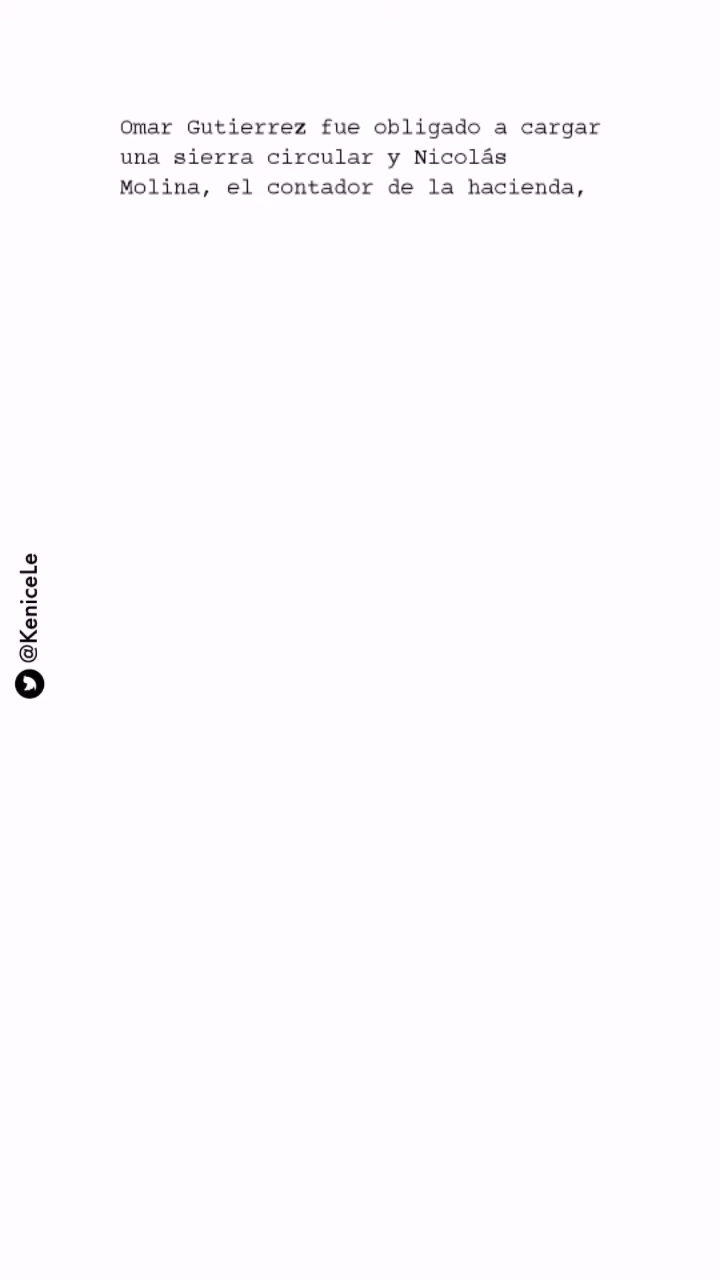 Omar Gutierrez fue obligado a cargar
una sierra circular y Nicolás
Molina, el contador de la hacienda,
@KeniceLe